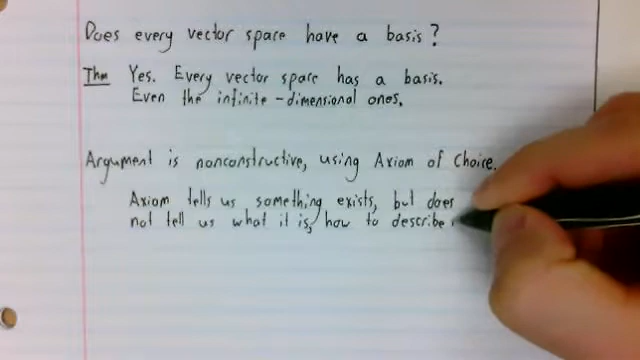 Does every vector space have a basis?
Thm Yes. Every vector space has a basis.
Even the infinite-dimensional ones.
Argument is nonconstructive, using Axiom of Choice.
Axiom tells us something exists, but does
not tell us what it is, how to describe